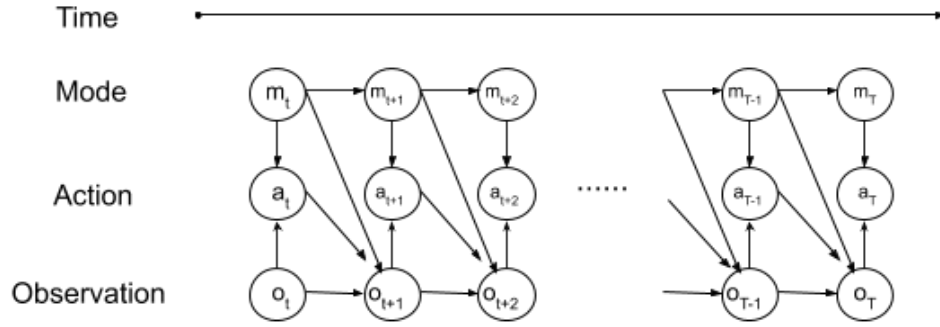 Time
Mode m_t m_{t+1} m_{t+2} m_{T-1} m_T
Action a_t a_{t+1} a_{t+2} ...... a_{T-1} a_T
Observation o_t o_{t+1} o_{t+2} o_{T-1} o_T